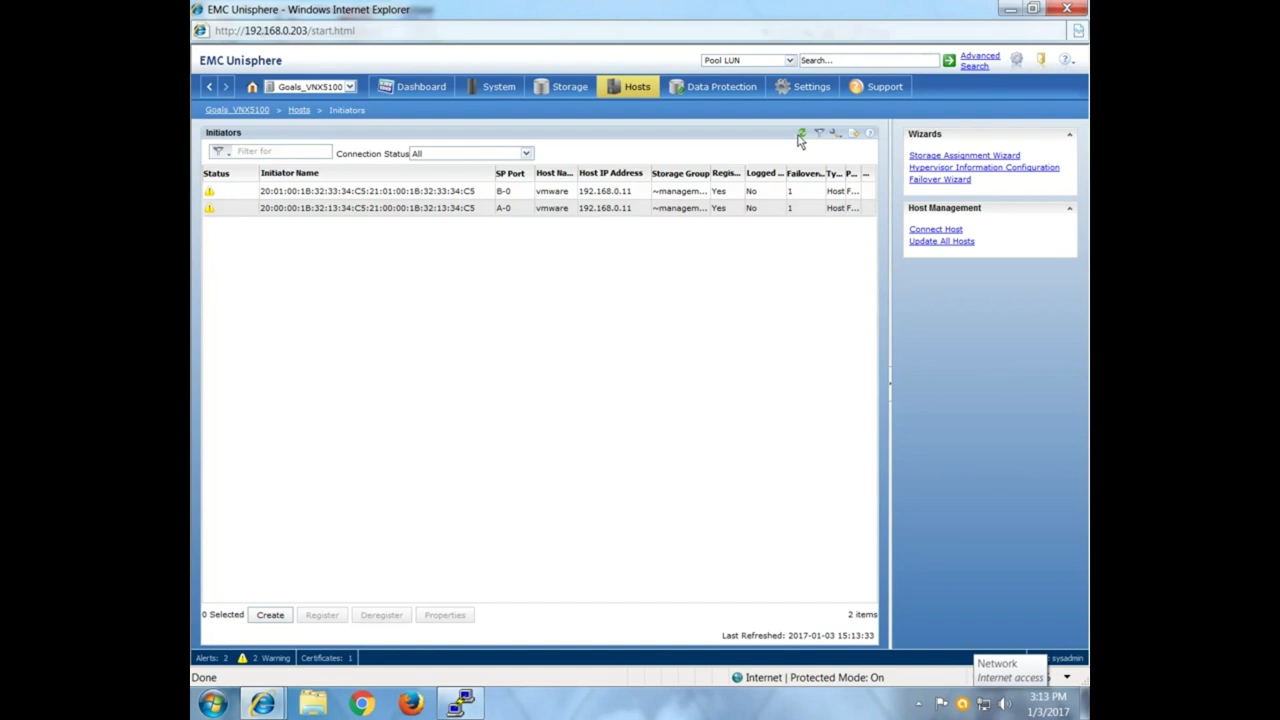 EMC Unisphere - Windows Internet Explorer
http://192.168.0.203/start.html
EMC Unisphere
Pool LUN
Search...
Advanced Search
Goals_VNX5100
Dashboard
System
Storage
Hosts
Data Protection
Settings
Support
Goals_VNX5100 > Hosts > Initiators
Initiators
Filter for
Connection Status All
Status Initiator Name SP Port Host Na... Host IP Address Storage Group Regis... Logged ... Failoven... Ty... P... ...
20:01:00:1B:32:33:34:C5:21:01:00:1B:32:33:34:C5 B-0 vmware 192.168.0.11 ~managem... Yes No 1 Host F...
20:00:00:1B:32:13:34:C5:21:00:00:1B:32:13:34:C5 A-0 vmware 192.168.0.11 ~managem... Yes No 1 Host F...
0 Selected Create Register Deregister Properties 2 items
Last Refreshed: 2017-01-03 15:13:33
Wizards
Storage Assignment Wizard
Hypervisor Information Configuration
Failover Wizard
Host Management
Connect Host
Update All Hosts
Alerts: 2 2 Warning Certificates: 1 sysadmin
Done
Internet | Protected Mode: On
Network
Internet access
3:13 PM
1/3/2017